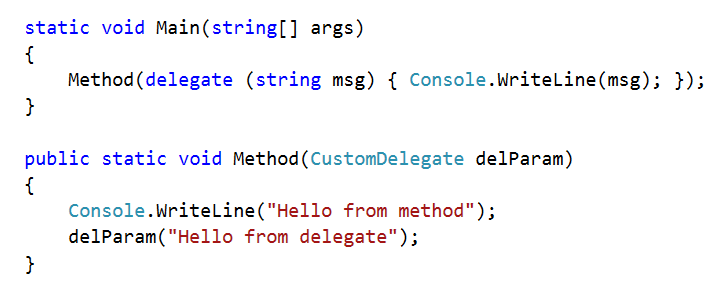 static void Main(string[] args)
{
    Method(delegate (string msg) { Console.WriteLine(msg); });
}

public static void Method(CustomDelegate delParam)
{
    Console.WriteLine("Hello from method");
    delParam("Hello from delegate");
}